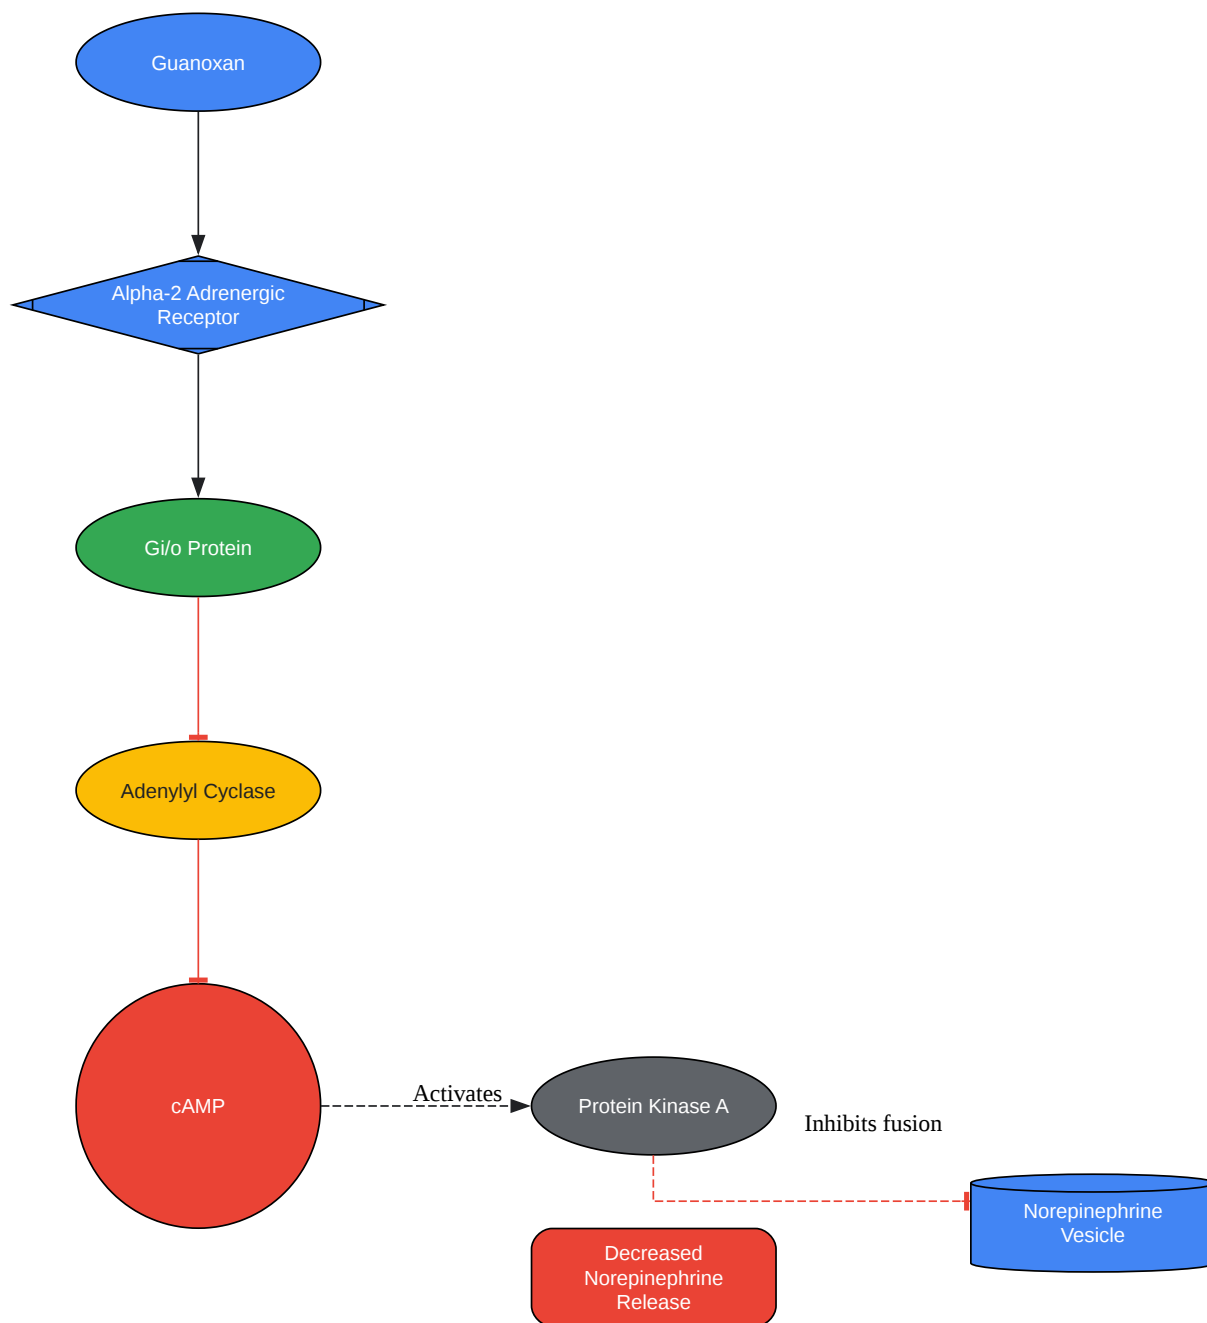 Guanoxan
Alpha-2 Adrenergic
Receptor
Gi/o Protein
Adenylyl Cyclase
cAMP
Activates
Protein Kinase A
Inhibits fusion
Norepinephrine
Vesicle
Decreased
Norepinephrine
Release